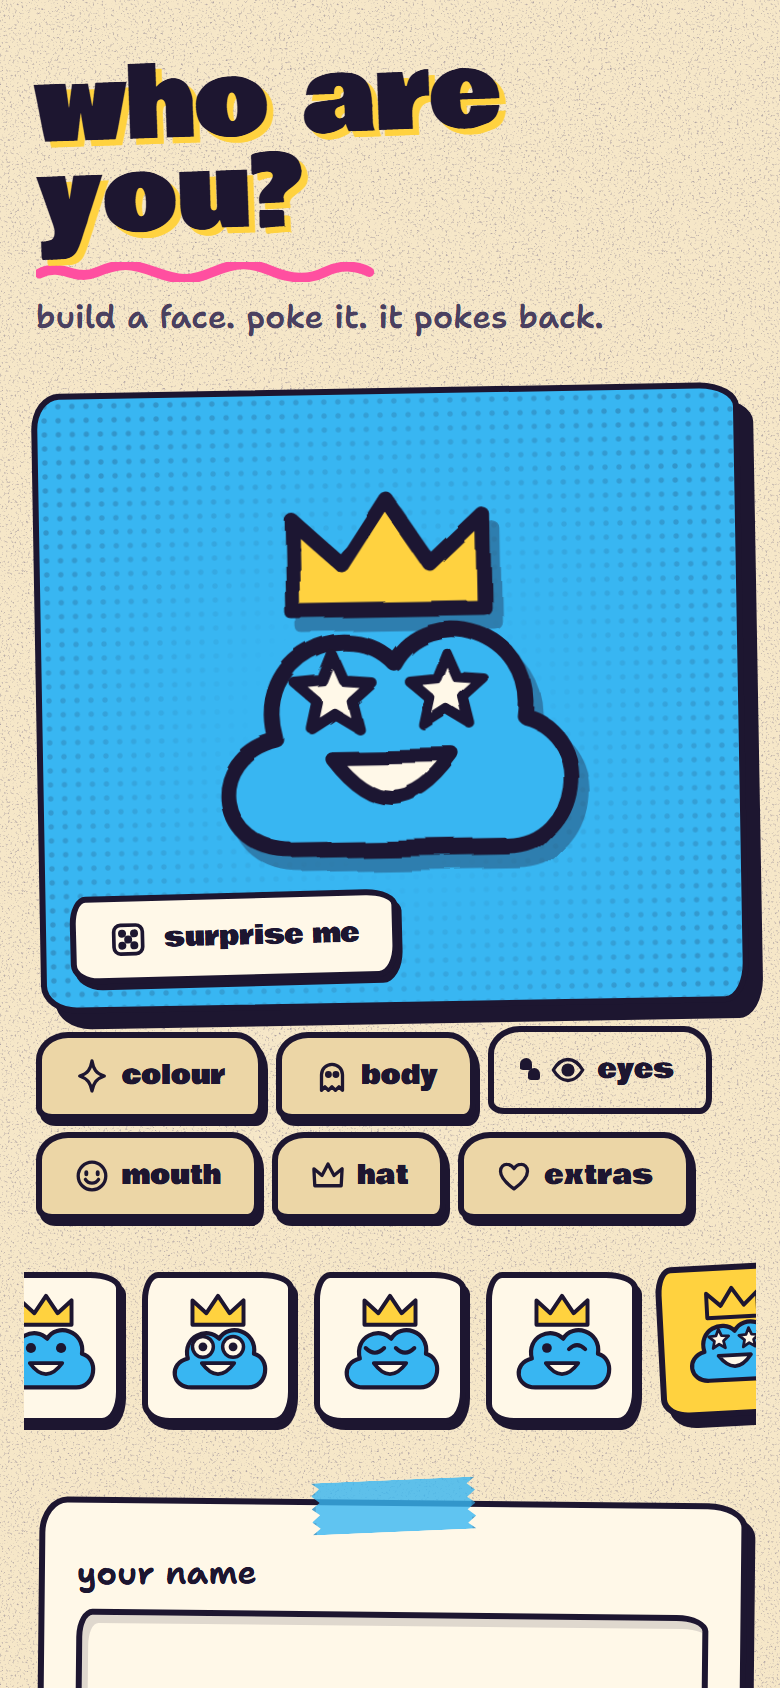 who are
you?
build a face. poke it. it pokes back.
surprise me
colour
body
eyes
mouth
hat
extras
your name